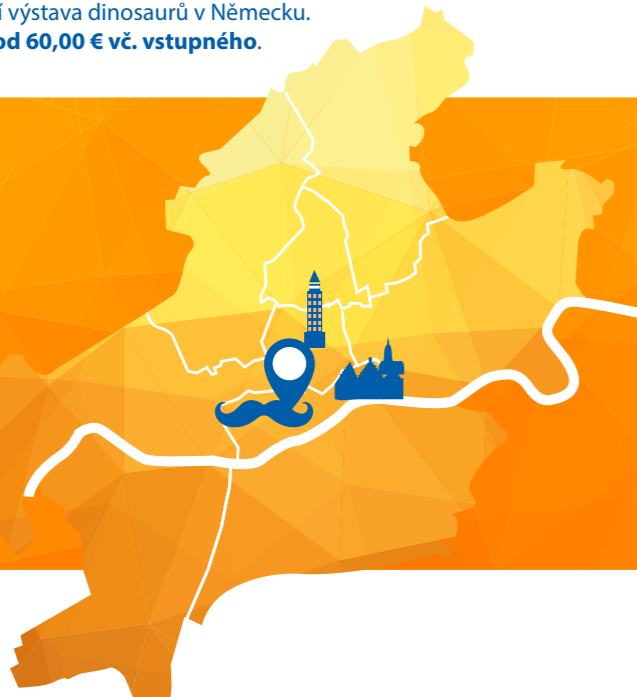 í výstava dinosaurů v Německu.
od 60,00 € vč. vstupného.